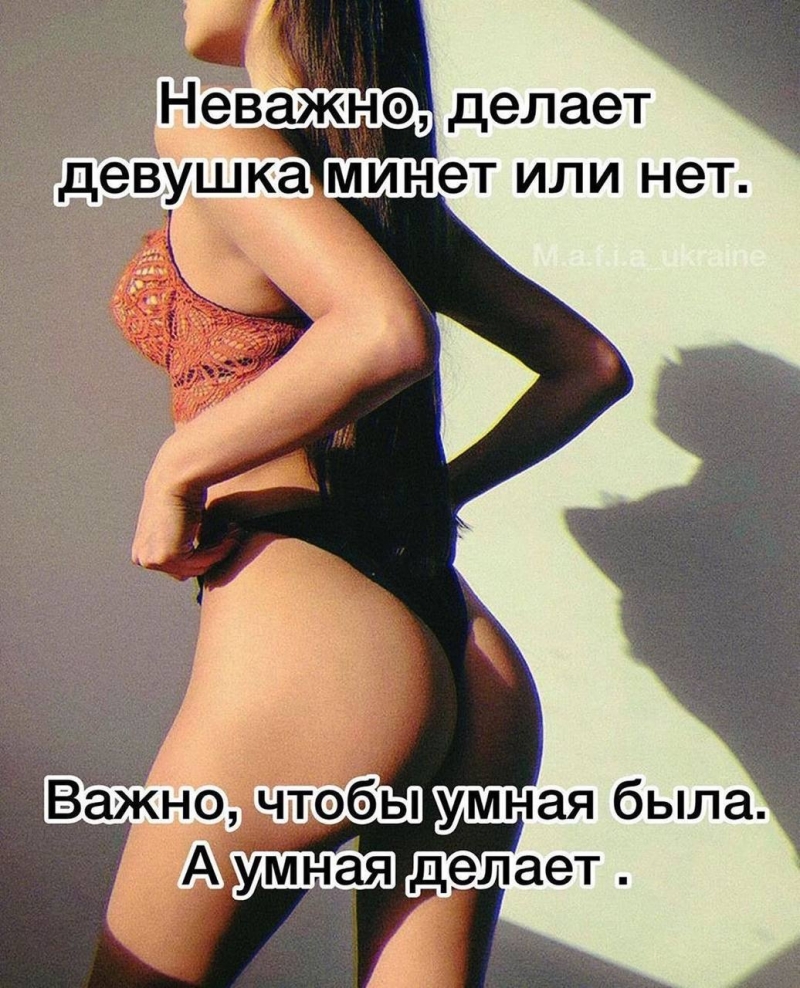 Неважно, делает
девушка минет или нет.
M.a.f.i.a_ukraine
Важно, чтобы умная была.
А умная делает .